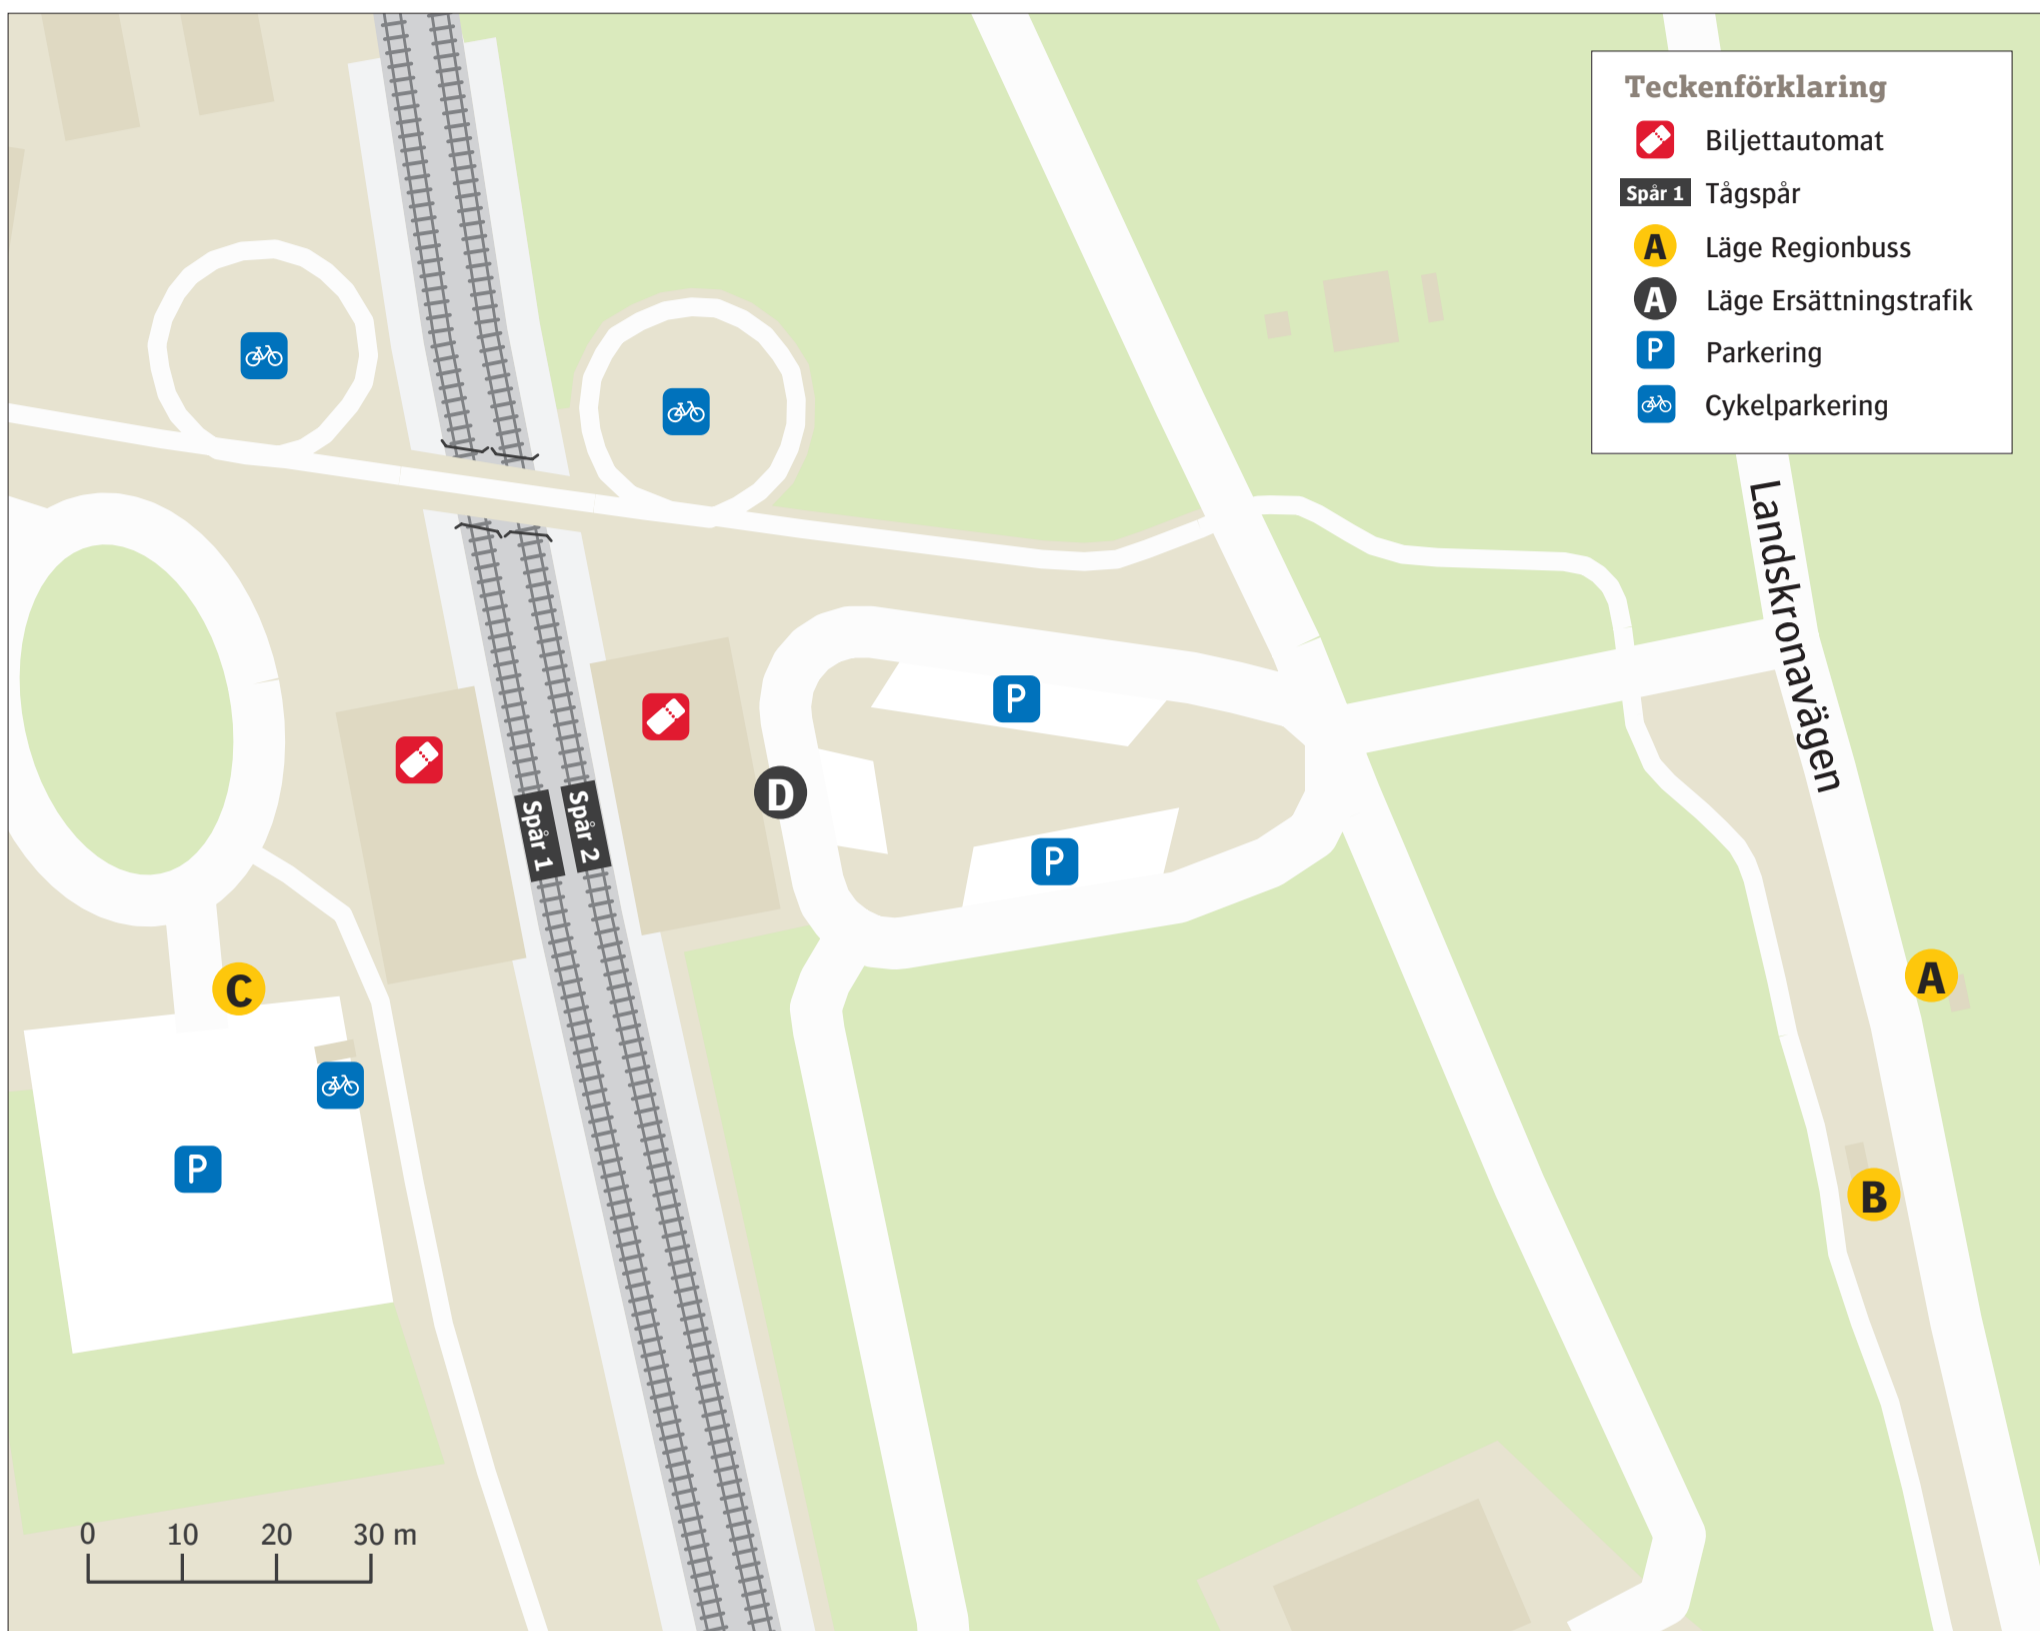 Teckenförklaring
Biljettautomat
Spår 1 Tågspår
A Läge Regionbuss
A Läge Ersättningstrafik
P Parkering
Cykelparkering
Landskronavägen
P
D
Spår 1
Spår 2
P
C
A
P
B
0 10 20 30 m